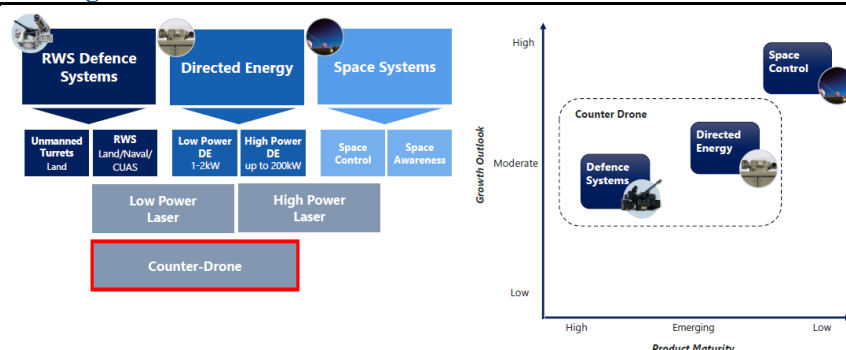 RWS Defence
Systems
Directed Energy
Space Systems
Unmanned
Turrets
Land
RWS
Land/Naval/
CUAS
Low Power
DE
1-2kW
High Power
DE
up to 200kW
Space
Control
Space
Awareness
Low Power
Laser
High Power
Laser
Counter-Drone
High
Moderate
Low
Growth Outlook
Counter Drone
Space
Control
Directed
Energy
Defence
Systems
High
Emerging
Low
Product Maturity